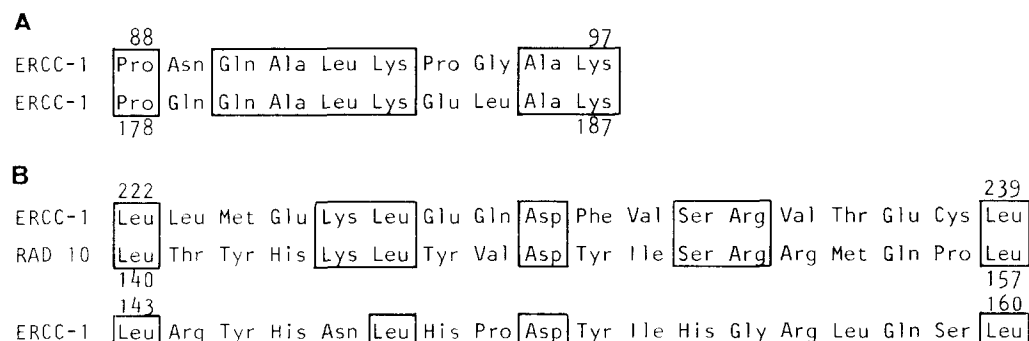 A
88 97
ERCC-1 Pro Asn Gln Ala Leu Lys Pro Gly Ala Lys
ERCC-1 Pro Gln Gln Ala Leu Lys Glu Leu Ala Lys
178 187
B
222 239
ERCC-1 Leu Leu Met Glu Lys Leu Glu Gln Asp Phe Val Ser Arg Val Thr Glu Cys Leu
RAD 10 Leu Thr Tyr His Lys Leu Tyr Val Asp Tyr Ile Ser Arg Arg Met Gln Pro Leu
140 157
143 160
ERCC-1 Leu Arg Tyr His Asn Leu His Pro Asp Tyr Ile His Gly Arg Leu Gln Ser Leu